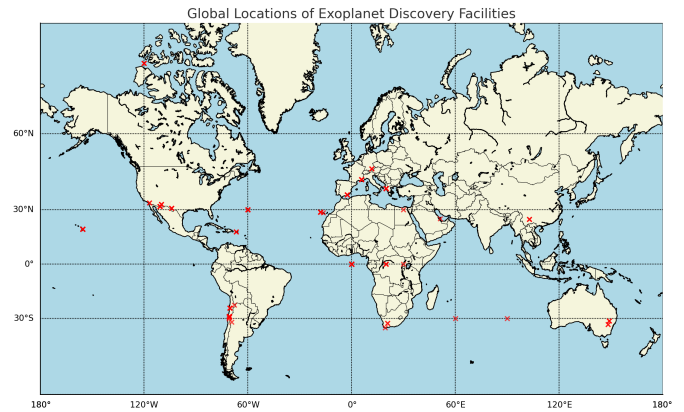 Global Locations of Exoplanet Discovery Facilities
60°N
30°N
0°
30°S
180° 120°W 60°W 0° 60°E 120°E 180°